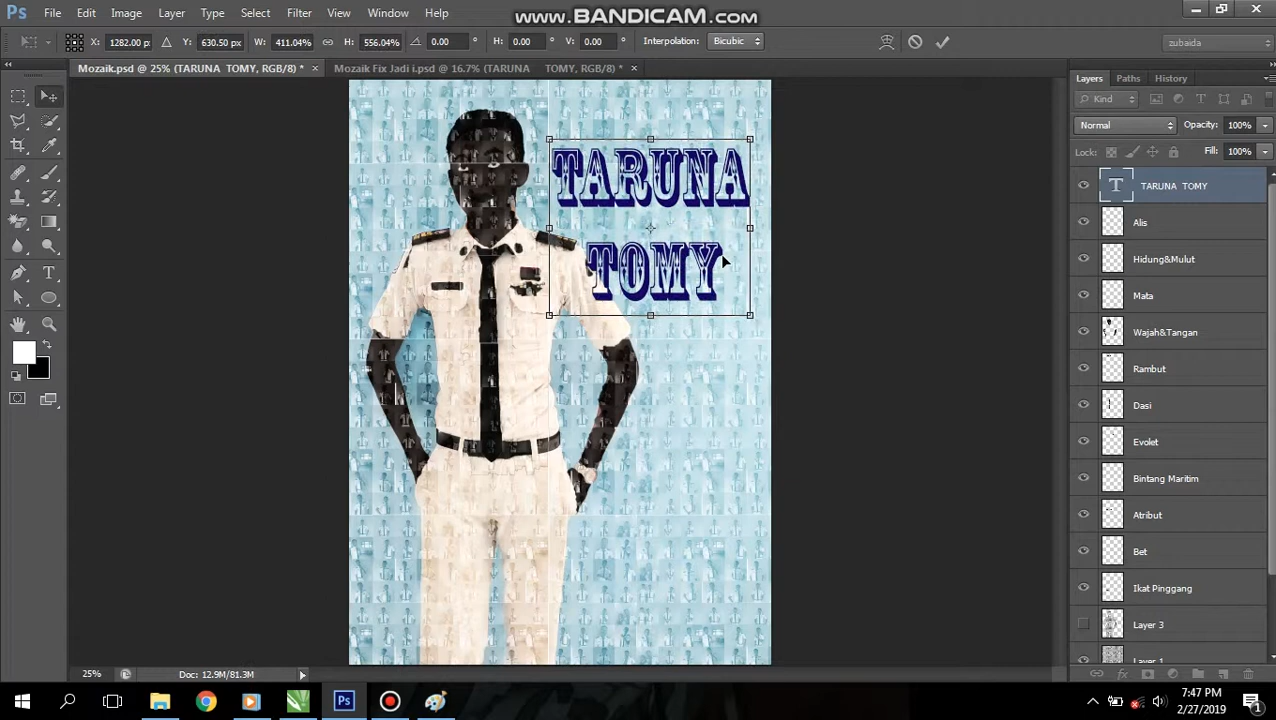 www.BANDICAM.com
Ps File Edit Image Layer Type Select Filter View Window Help
X: 1282.00 px Y: 630.50 px W: 411.04% H: 556.04% 0.00 ° H: 0.00 ° V: 0.00 ° Interpolation: Bicubic zubaida
Mozaik.psd @ 25% (TARUNA TOMY, RGB/8) * × Mozaik Fix Jadi i.psd @ 16.7% (TARUNA TOMY, RGB/8) * ×
Layers Paths History
Kind
Normal Opacity: 100%
Lock: Fill: 100%
TARUNA
TOMY
T TARUNA TOMY
Alis
Hidung&Mulut
Mata
Wajah&Tangan
Rambut
Dasi
Evolet
Bintang Maritim
Atribut
Bet
Ikat Pinggang
Layer 3
Layer 1
25% Doc: 12.9M/81.3M
7:47 PM
2/27/2019